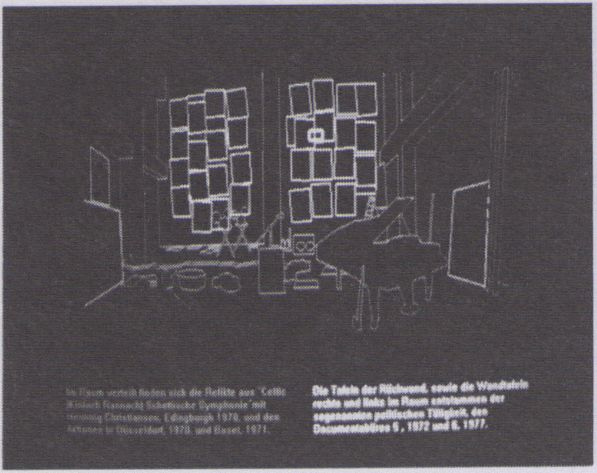 Im Raum verteilt finden sich die Relikte aus "Celtic
(Kinloch Rannoch) Schottische Symphonie" mit
Henning Christiansen, Edingburgh 1970, und den
Aktionen in Düsseldorf, 1970, und Basel, 1971.
Die Tafeln der Rückwand, sowie die Wandtafeln
rechts und links im Raum entstammen der
sogenannten politischen Tätigkeit, des
Documentabüros 5 , 1972 und 6, 1977.